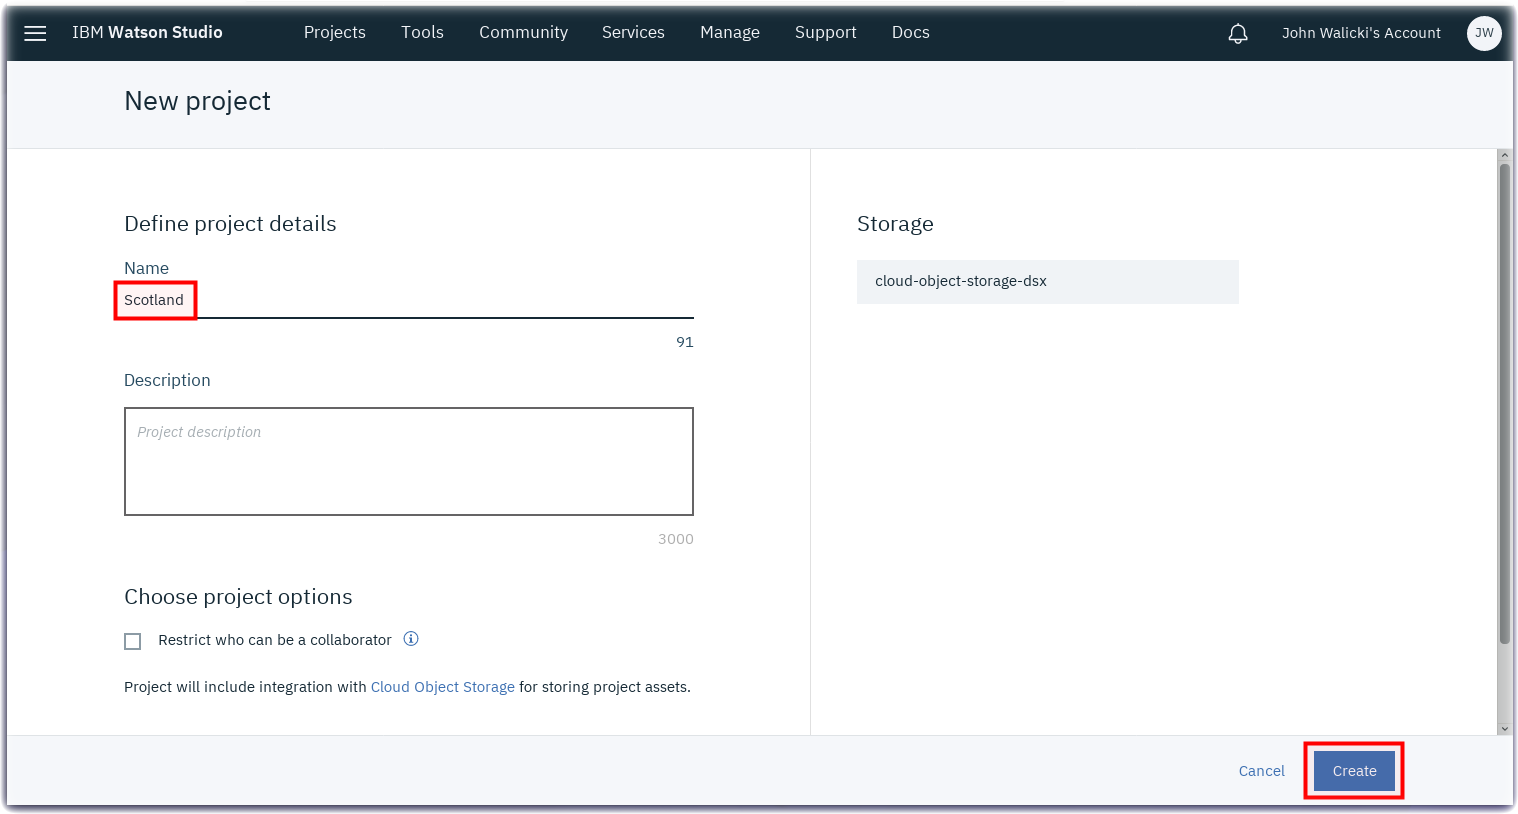 IBM Watson Studio Projects Tools Community Services Manage Support Docs John Walicki's Account JW
New project
Define project details
Name
Scotland
91
Description
Project description
3000
Choose project options
Restrict who can be a collaborator
Project will include integration with Cloud Object Storage for storing project assets.
Storage
cloud-object-storage-dsx
Cancel Create